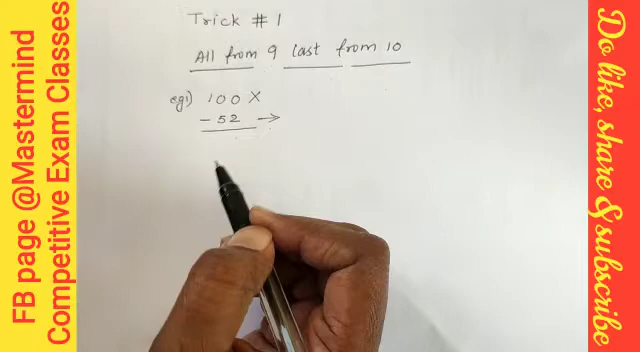 FB page @Mastermind
Competitive Exam Classes
Trick # 1
All from 9 last from 10
eg1) 100 X
- 52 →
Do like, share & subscribe